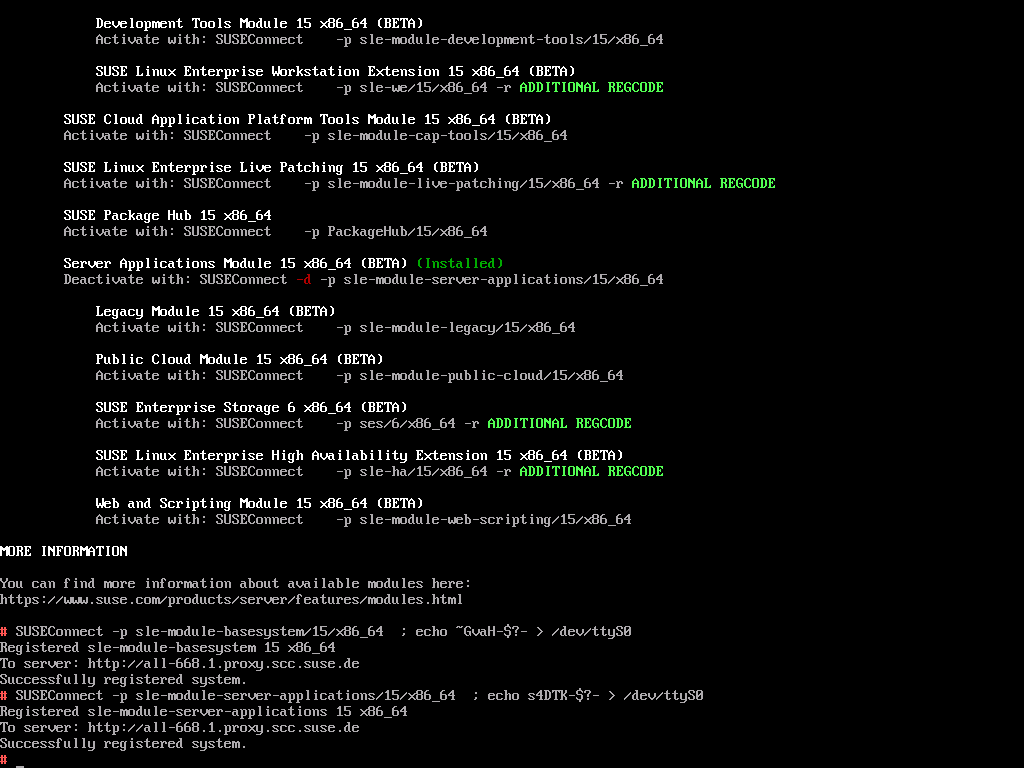 Development Tools Module 15 x86_64 (BETA)
Activate with: SUSEConnect    -p sle-module-development-tools/15/x86_64
SUSE Linux Enterprise Workstation Extension 15 x86_64 (BETA)
Activate with: SUSEConnect    -p sle-we/15/x86_64 -r ADDITIONAL REGCODE
SUSE Cloud Application Platform Tools Module 15 x86_64 (BETA)
Activate with: SUSEConnect    -p sle-module-cap-tools/15/x86_64
SUSE Linux Enterprise Live Patching 15 x86_64 (BETA)
Activate with: SUSEConnect    -p sle-module-live-patching/15/x86_64 -r ADDITIONAL REGCODE
SUSE Package Hub 15 x86_64
Activate with: SUSEConnect    -p PackageHub/15/x86_64
Server Applications Module 15 x86_64 (BETA) (Installed)
Deactivate with: SUSEConnect -d -p sle-module-server-applications/15/x86_64
Legacy Module 15 x86_64 (BETA)
Activate with: SUSEConnect    -p sle-module-legacy/15/x86_64
Public Cloud Module 15 x86_64 (BETA)
Activate with: SUSEConnect    -p sle-module-public-cloud/15/x86_64
SUSE Enterprise Storage 6 x86_64 (BETA)
Activate with: SUSEConnect    -p ses/6/x86_64 -r ADDITIONAL REGCODE
SUSE Linux Enterprise High Availability Extension 15 x86_64 (BETA)
Activate with: SUSEConnect    -p sle-ha/15/x86_64 -r ADDITIONAL REGCODE
Web and Scripting Module 15 x86_64 (BETA)
Activate with: SUSEConnect    -p sle-module-web-scripting/15/x86_64
MORE INFORMATION
You can find more information about available modules here:
https://www.suse.com/products/server/features/modules.html
# SUSEConnect -p sle-module-basesystem/15/x86_64  ; echo ~GvaH-$?- > /dev/ttyS0
Registered sle-module-basesystem 15 x86_64
To server: http://all-668.1.proxy.scc.suse.de
Successfully registered system.
# SUSEConnect -p sle-module-server-applications/15/x86_64  ; echo s4DTK-$?- > /dev/ttyS0
Registered sle-module-server-applications 15 x86_64
To server: http://all-668.1.proxy.scc.suse.de
Successfully registered system.
# _